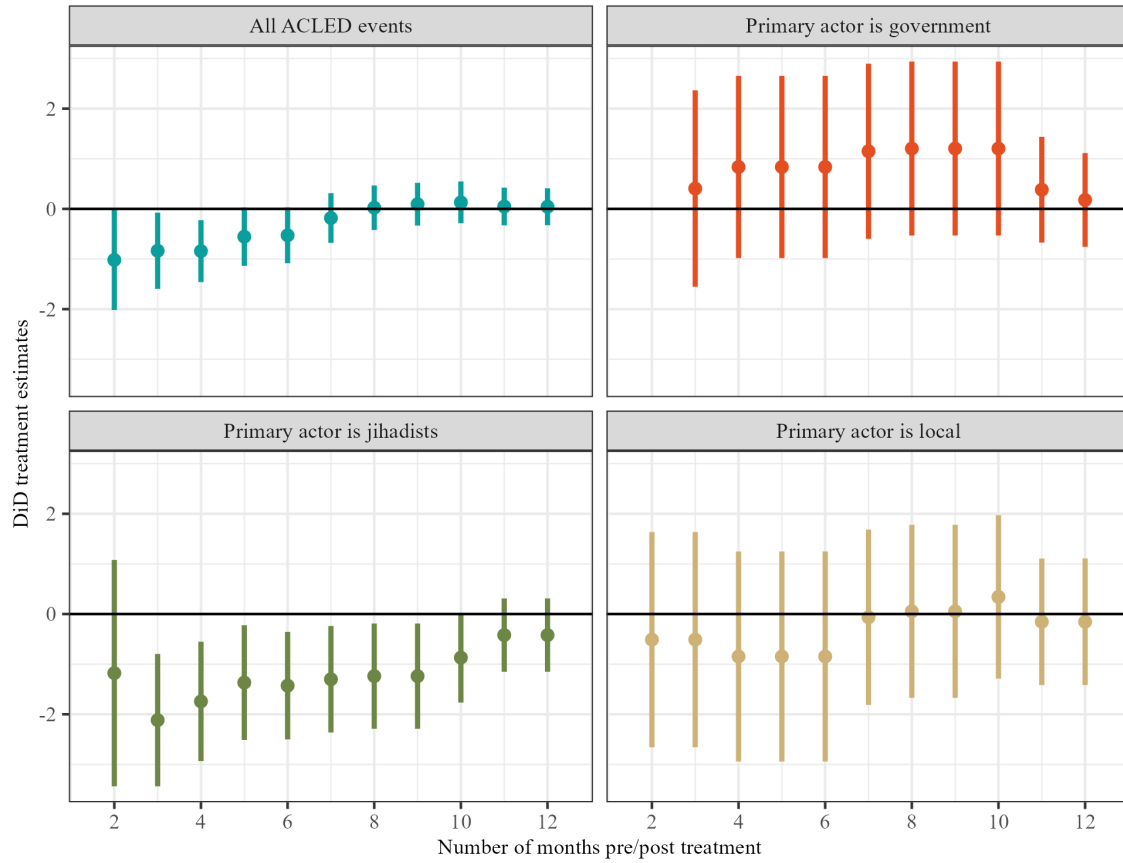 All ACLED events
Primary actor is government
2
0
-2
Primary actor is jihadists
Primary actor is local
2
0
-2
DiD treatment estimates
2 4 6 8 10 12
2 4 6 8 10 12
Number of months pre/post treatment